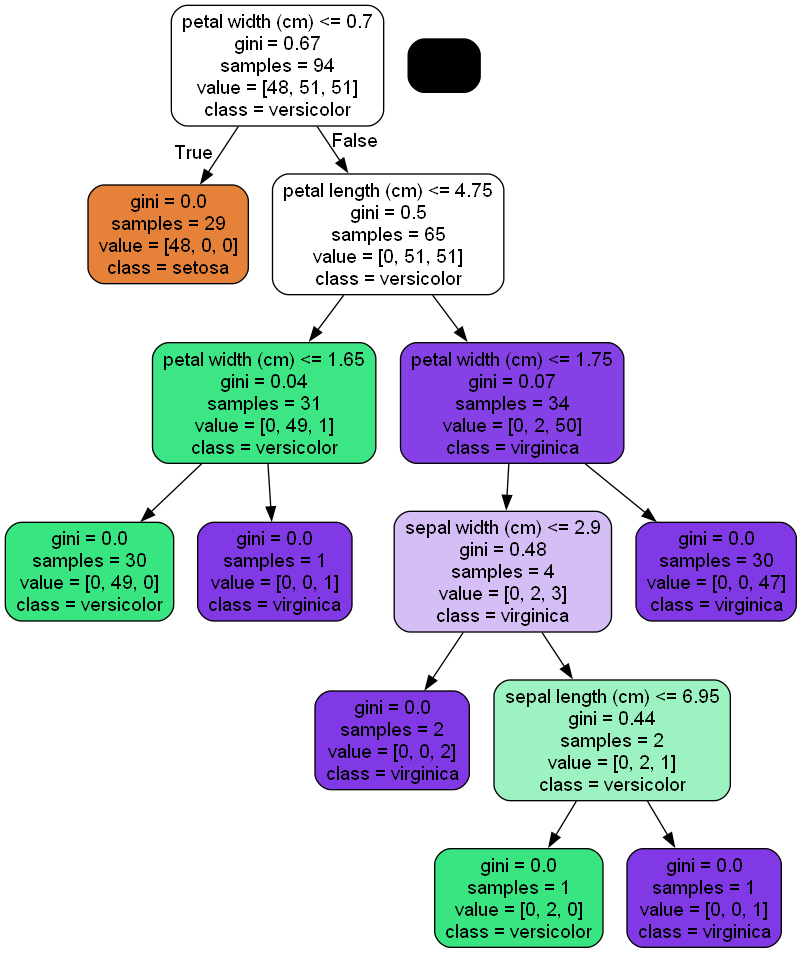 petal width (cm) <= 0.7
gini = 0.67
samples = 94
value = [48, 51, 51]
class = versicolor
True
False
gini = 0.0
samples = 29
value = [48, 0, 0]
class = setosa
petal length (cm) <= 4.75
gini = 0.5
samples = 65
value = [0, 51, 51]
class = versicolor
petal width (cm) <= 1.65
gini = 0.04
samples = 31
value = [0, 49, 1]
class = versicolor
petal width (cm) <= 1.75
gini = 0.07
samples = 34
value = [0, 2, 50]
class = virginica
gini = 0.0
samples = 30
value = [0, 49, 0]
class = versicolor
gini = 0.0
samples = 1
value = [0, 0, 1]
class = virginica
sepal width (cm) <= 2.9
gini = 0.48
samples = 4
value = [0, 2, 3]
class = virginica
gini = 0.0
samples = 30
value = [0, 0, 47]
class = virginica
gini = 0.0
samples = 2
value = [0, 0, 2]
class = virginica
sepal length (cm) <= 6.95
gini = 0.44
samples = 2
value = [0, 2, 1]
class = versicolor
gini = 0.0
samples = 1
value = [0, 2, 0]
class = versicolor
gini = 0.0
samples = 1
value = [0, 0, 1]
class = virginica